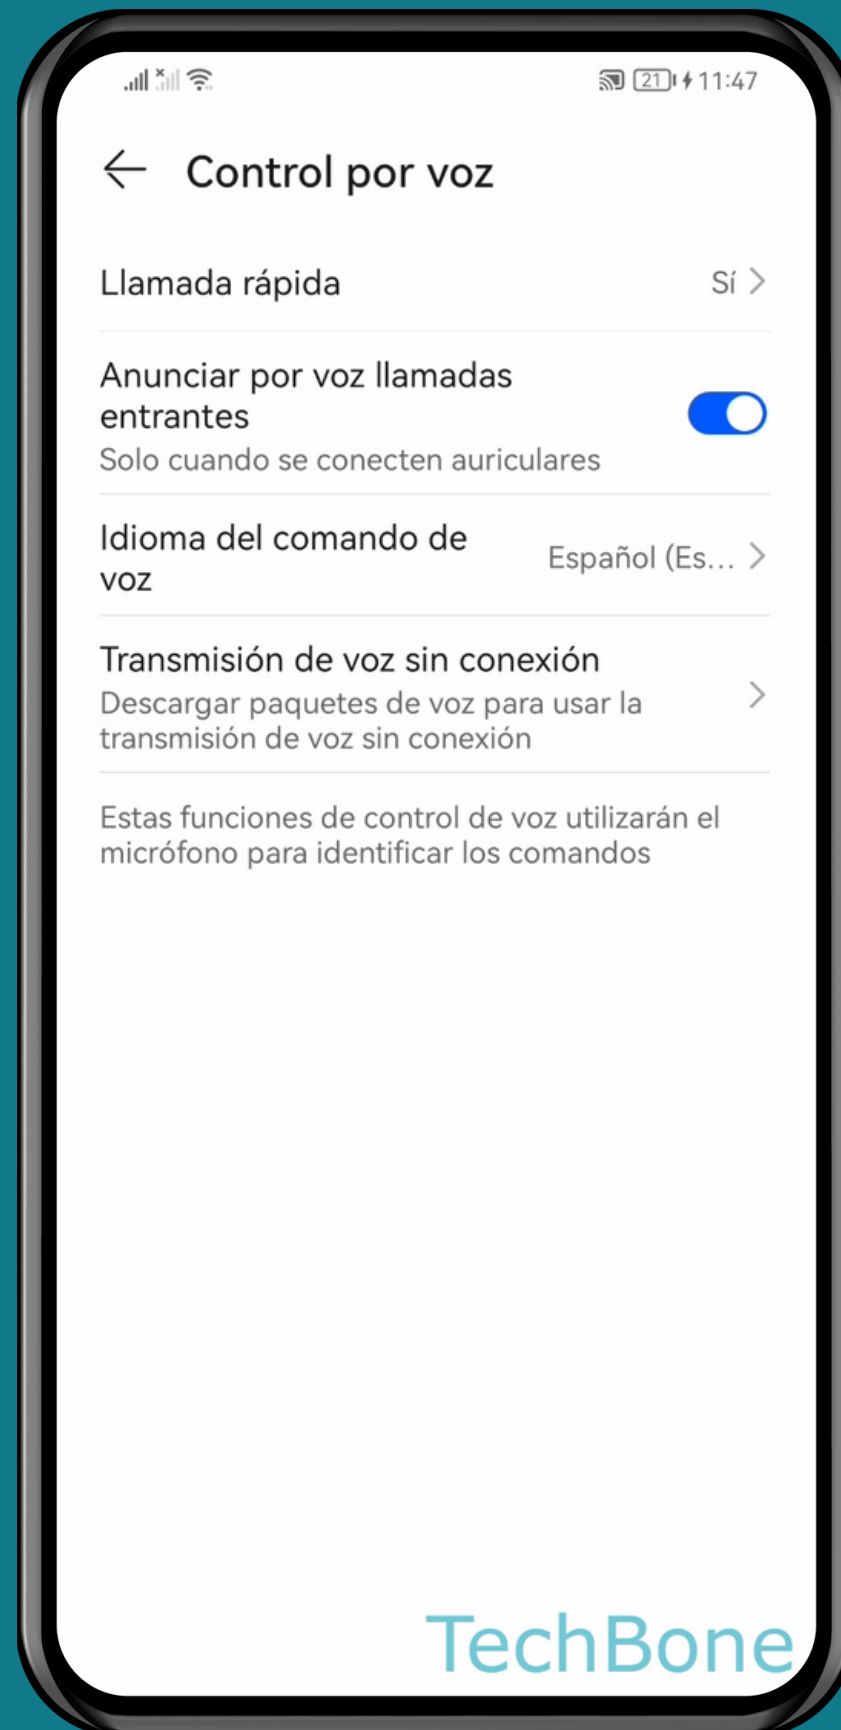 21 11:47
Control por voz
Llamada rápida Sí
Anunciar por voz llamadas
entrantes
Solo cuando se conecten auriculares
Idioma del comando de
voz
Español (Es...
Transmisión de voz sin conexión
Descargar paquetes de voz para usar la
transmisión de voz sin conexión
Estas funciones de control de voz utilizarán el
micrófono para identificar los comandos
TechBone